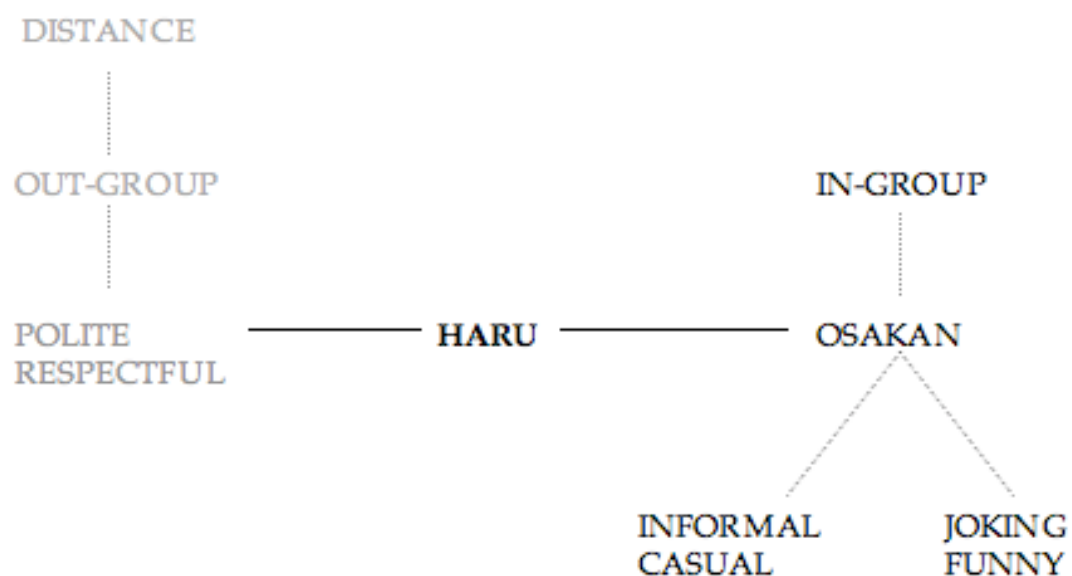 DISTANCE
OUT-GROUP
IN-GROUP
POLITE
RESPECTFUL
HARU
OSAKAN
INFORMAL
CASUAL
JOKING
FUNNY